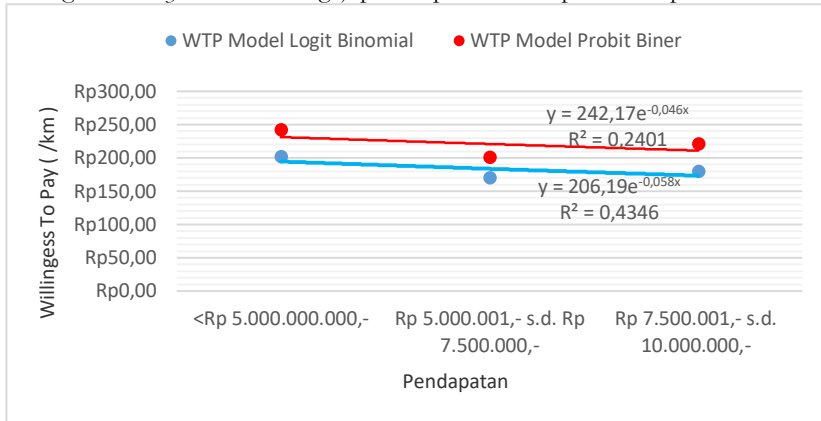 WTP Model Logit Binomial
WTP Model Probit Biner
Rp300,00
Rp250,00
Rp200,00
Rp150,00
Rp100,00
Rp50,00
Rp0,00
Willingess To Pay ( /km )
y = 242,17e^-0,046x
R² = 0,2401
y = 206,19e^-0,058x
R² = 0,4346
<Rp 5.000.000.000,-
Rp 5.000.001,- s.d. Rp
7.500.000,-
Rp 7.500.001,- s.d.
10.000.000,-
Pendapatan